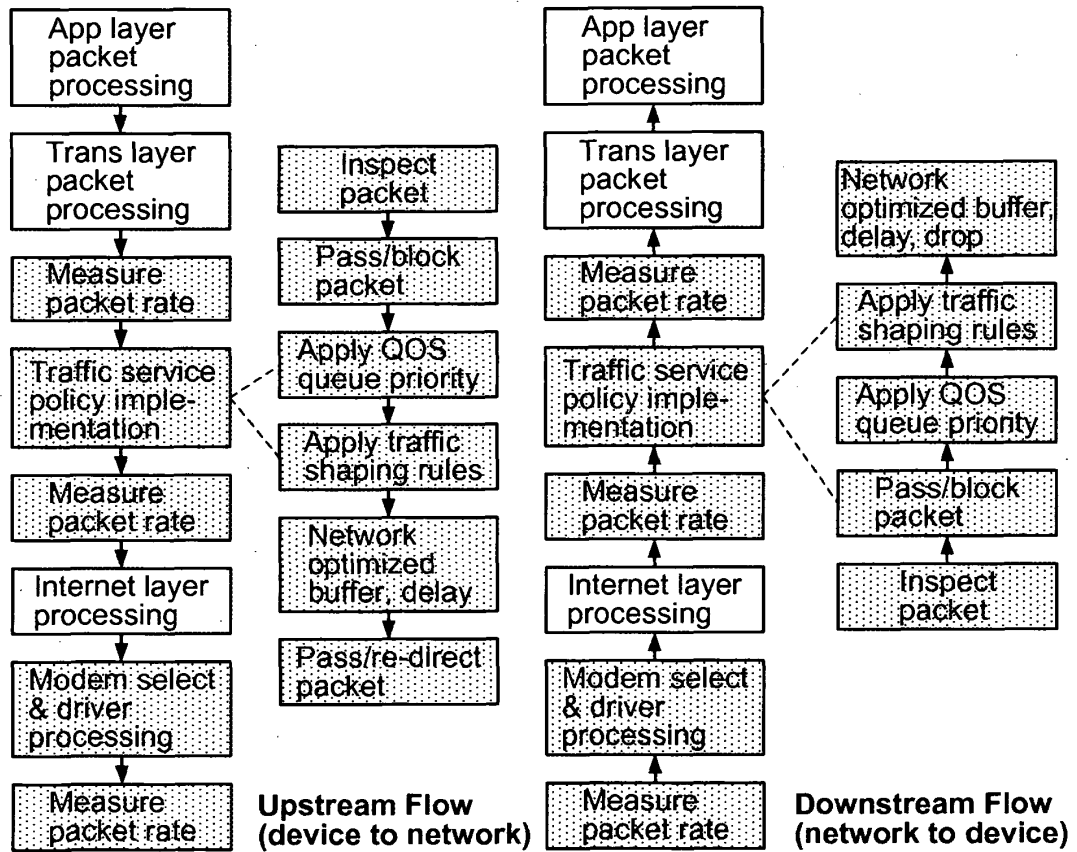 App layer
packet
processing
Trans layer
packet
processing
Measure
packet rate
Traffic service
policy imple-
mentation
Measure
packet rate
Internet layer
processing
Modem select
& driver
processing
Measure
packet rate
Inspect
packet
Pass/block
packet
Apply QOS
queue priority
Apply traffic
shaping rules
Network
optimized
buffer, delay
Pass/re-direct
packet
Upstream Flow
(device to network)
App layer
packet
processing
Trans layer
packet
processing
Measure
packet rate
Traffic service
policy imple-
mentation
Measure
packet rate
Internet layer
processing
Modem select
& driver
processing
Measure
packet rate
Network
optimized buffer,
delay, drop
Apply traffic
shaping rules
Apply QOS
queue priority
Pass/block
packet
Inspect
packet
Downstream Flow
(network to device)